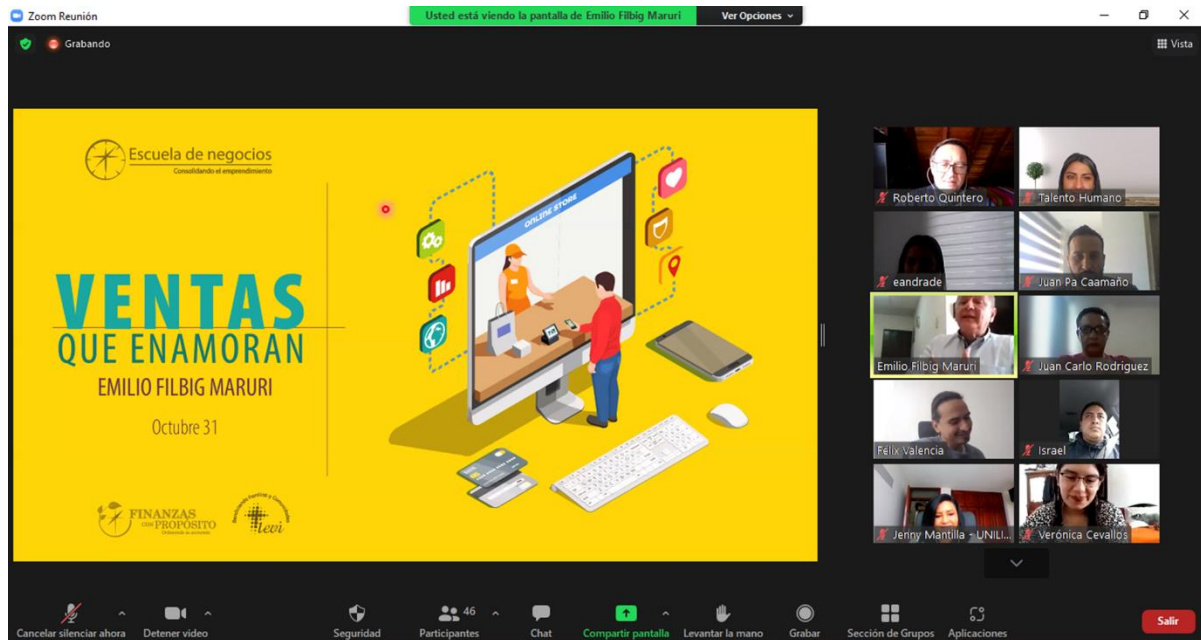 Zoom Reunión
Usted está viendo la pantalla de Emilio Filbig Maruri
Ver Opciones
Grabando
Vista
Escuela de negocios
Consolidando el emprendimiento
VENTAS
QUE ENAMORAN
EMILIO FILBIG MARURI
Octubre 31
FINANZAS
CON PROPÓSITO
levi
ONLINE STORE
Roberto Quintero
Talento Humano
eandrade
Juan Pa Caamaño
Emilio Filbig Maruri
Juan Carlo Rodriguez
Félix Valencia
Israel
Jenny Mantilla - UNILI...
Verónica Cevallos
Cancelar silenciar ahora
Detener video
Seguridad
46
Participantes
Chat
Compartir pantalla
Levantar la mano
Grabar
Sección de Grupos
Aplicaciones
Salir